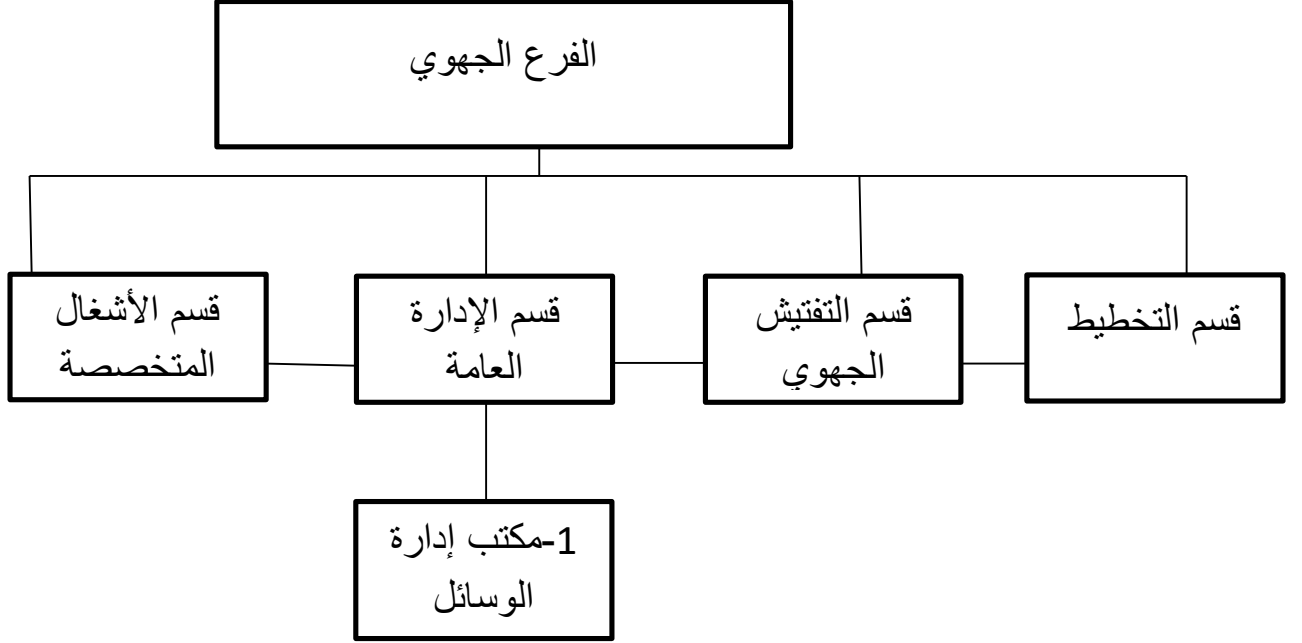 الفرع الجهوي
قسم التخطيط
قسم التفتيش
الجهوي
قسم الإدارة
العامة
قسم الأشغال
المتخصصة
1-مكتب إدارة
الوسائل